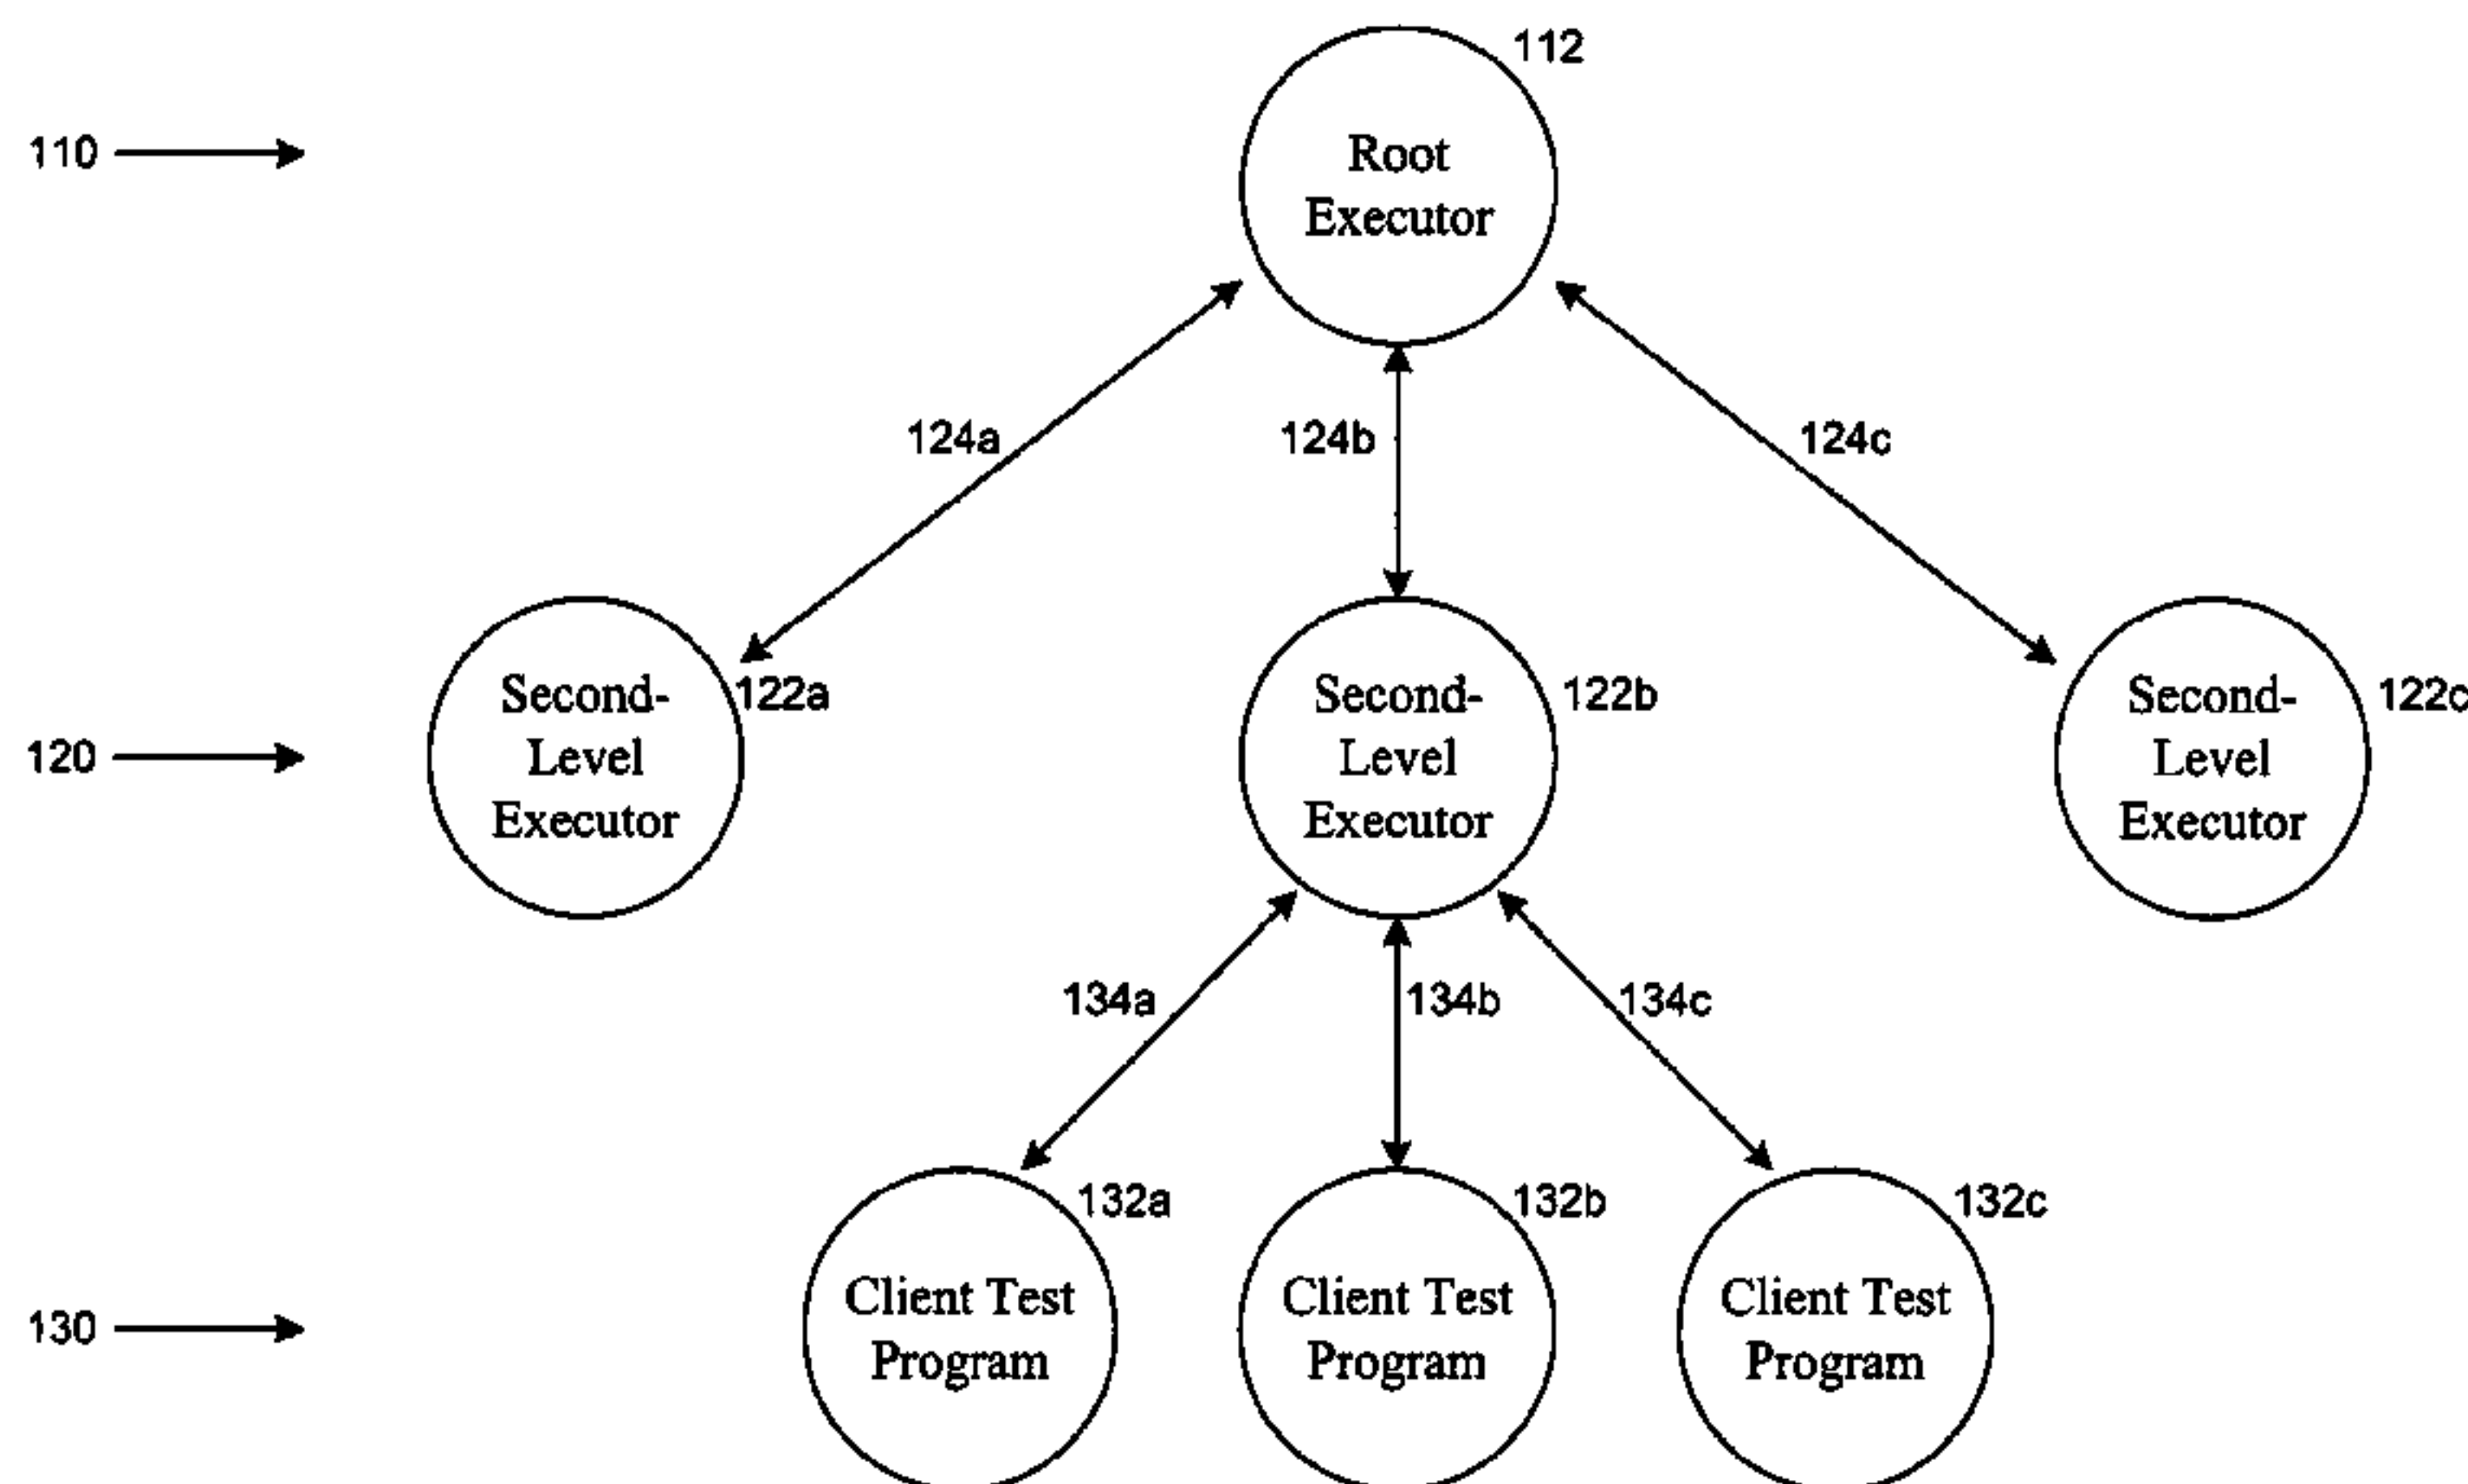 112
110
Root
Executor
124a
124b
124c
Second-
Level
Executor
122a
Second-
Level
Executor
122b
Second-
Level
Executor
122c
120
134a
134b
134c
132a
132b
132c
Client Test
Program
Client Test
Program
Client Test
Program
130